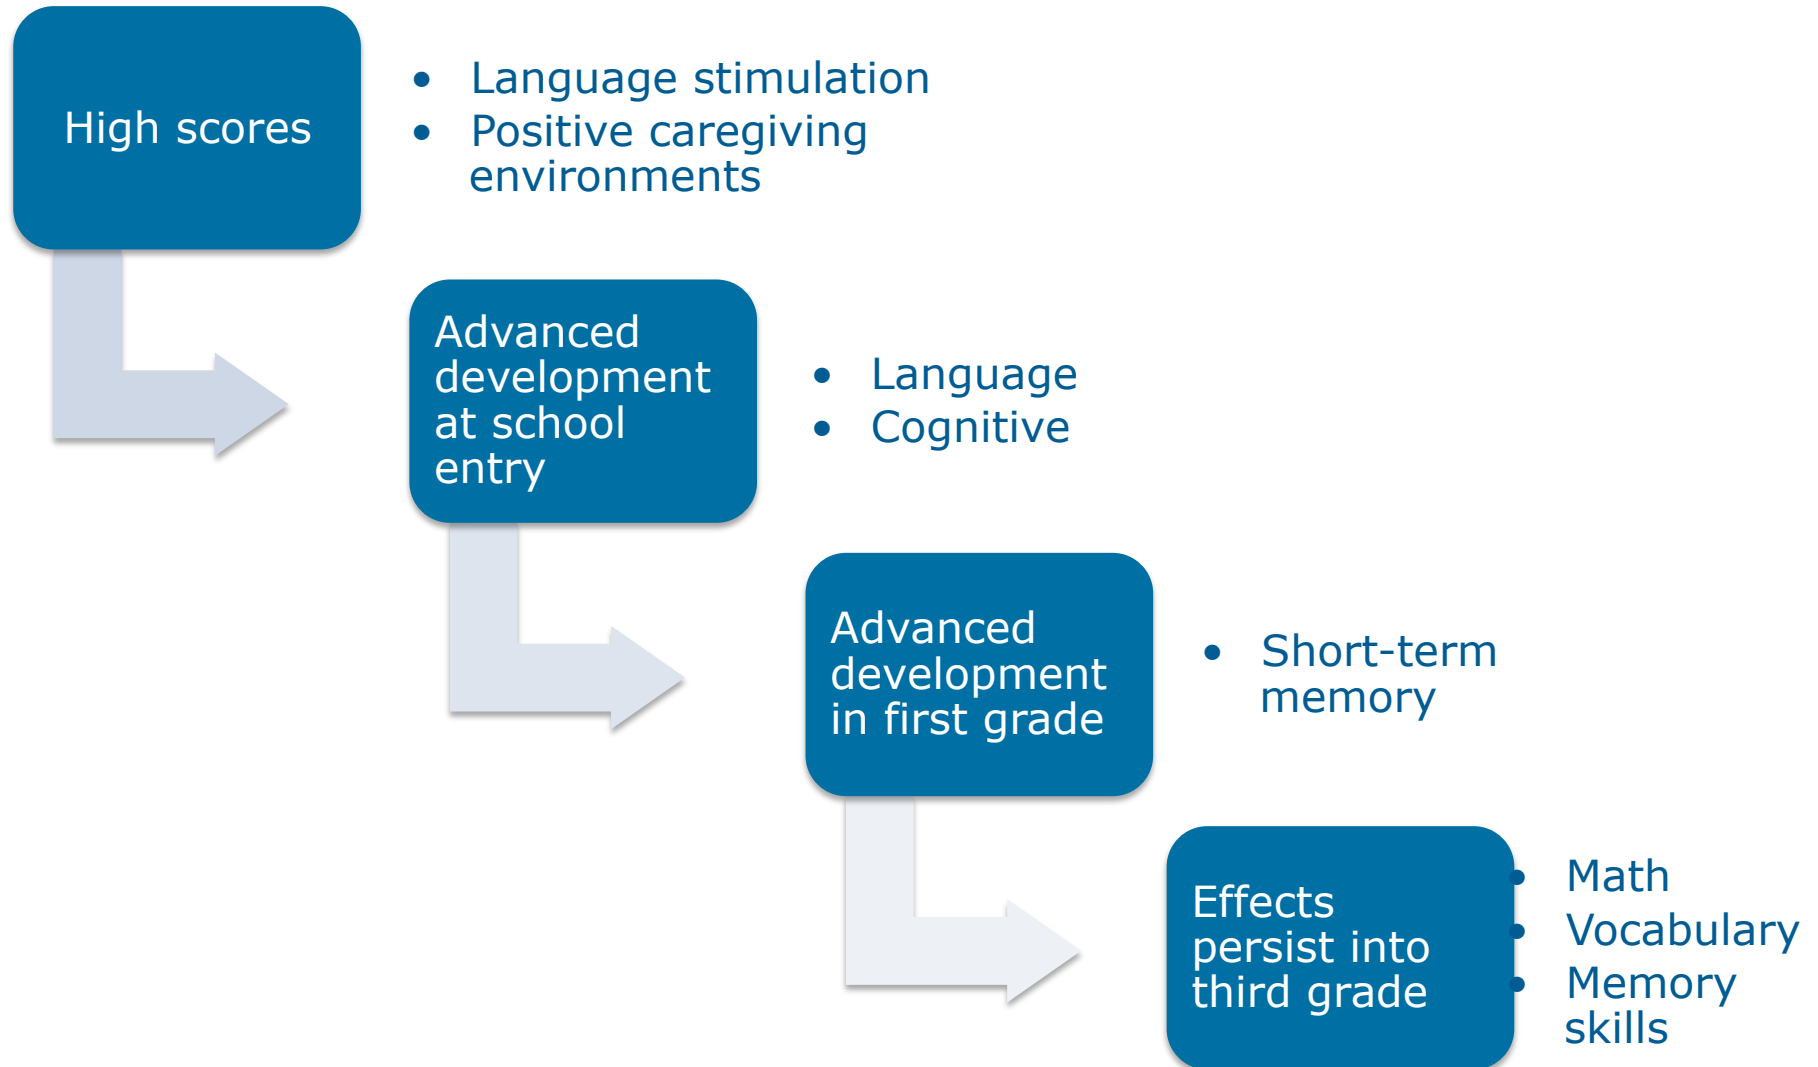 High scores
• Language stimulation
• Positive caregiving
environments
Advanced
development
at school
entry
• Language
• Cognitive
Advanced
development
in first grade
• Short-term
memory
Effects
persist into
third grade
• Math
• Vocabulary
• Memory
skills